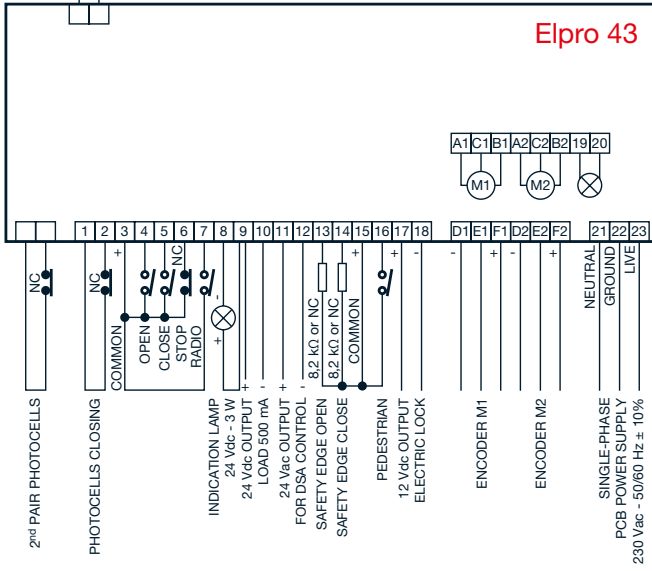 Elpro 43
A1 C1 B1 A2 C2 B2 19 20
M1 M2
1 2 3 4 5 6 7 8 9 10 11 12 13 14 15 16 17 18 D1 E1 F1 D2 E2 F2 21 22 23
+ + - + - - + - +
NC
NC
NC
-
+
2nd PAIR PHOTOCELLS
PHOTOCELLS CLOSING
COMMON
OPEN
CLOSE
STOP
RADIO
INDICATION LAMP
24 Vdc - 3 W
24 Vdc OUTPUT +
LOAD 500 mA -
24 Vac OUTPUT +
FOR DSA CONTROL -
8,2 kΩ or NC
SAFETY EDGE OPEN
8,2 kΩ or NC
SAFETY EDGE CLOSE
COMMON
PEDESTRIAN
12 Vdc OUTPUT
ELECTRIC LOCK
ENCODER M1
ENCODER M2
NEUTRAL
GROUND
LIVE
SINGLE-PHASE
PCB POWER SUPPLY
230 Vac - 50/60 Hz ± 10%